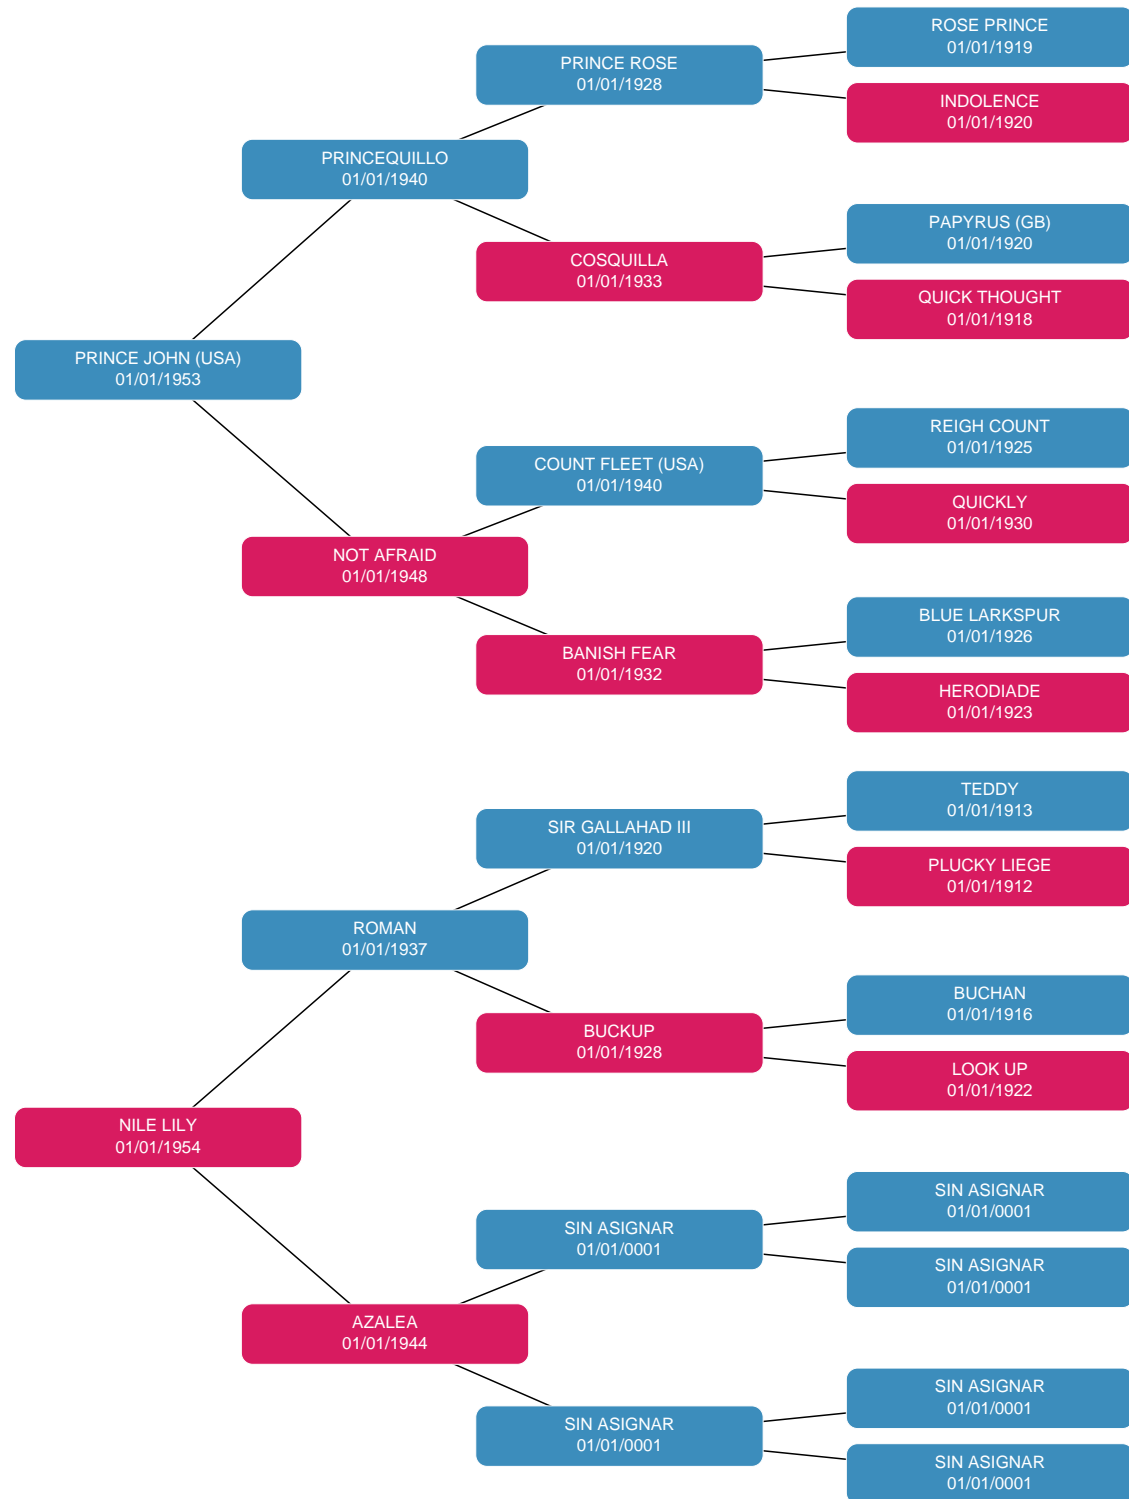 ROSE PRINCE
01/01/1919
PRINCE ROSE
01/01/1928
INDOLENCE
01/01/1920
PRINCEQUILLO
01/01/1940
PAPYRUS (GB)
01/01/1920
COSQUILLA
01/01/1933
QUICK THOUGHT
01/01/1918
PRINCE JOHN (USA)
01/01/1953
REIGH COUNT
01/01/1925
COUNT FLEET (USA)
01/01/1940
QUICKLY
01/01/1930
NOT AFRAID
01/01/1948
BLUE LARKSPUR
01/01/1926
BANISH FEAR
01/01/1932
HERODIADE
01/01/1923
TEDDY
01/01/1913
SIR GALLAHAD III
01/01/1920
PLUCKY LIEGE
01/01/1912
ROMAN
01/01/1937
BUCHAN
01/01/1916
BUCKUP
01/01/1928
LOOK UP
01/01/1922
NILE LILY
01/01/1954
SIN ASIGNAR
01/01/0001
SIN ASIGNAR
01/01/0001
SIN ASIGNAR
01/01/0001
AZALEA
01/01/1944
SIN ASIGNAR
01/01/0001
SIN ASIGNAR
01/01/0001
SIN ASIGNAR
01/01/0001